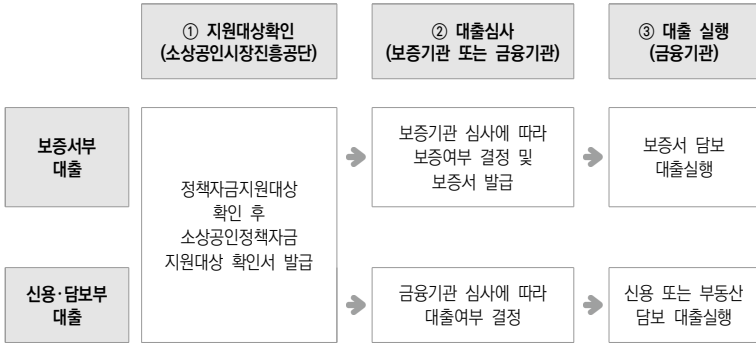 ① 지원대상확인
(소상공인시장진흥공단)
② 대출심사
(보증기관 또는 금융기관)
③ 대출 실행
(금융기관)
보증서부
대출
정책자금지원대상
확인 후
소상공인정책자금
지원대상 확인서 발급
보증기관 심사에 따라
보증여부 결정 및
보증서 발급
보증서 담보
대출실행
신용·담보부
대출
금융기관 심사에 따라
대출여부 결정
신용 또는 부동산
담보 대출실행